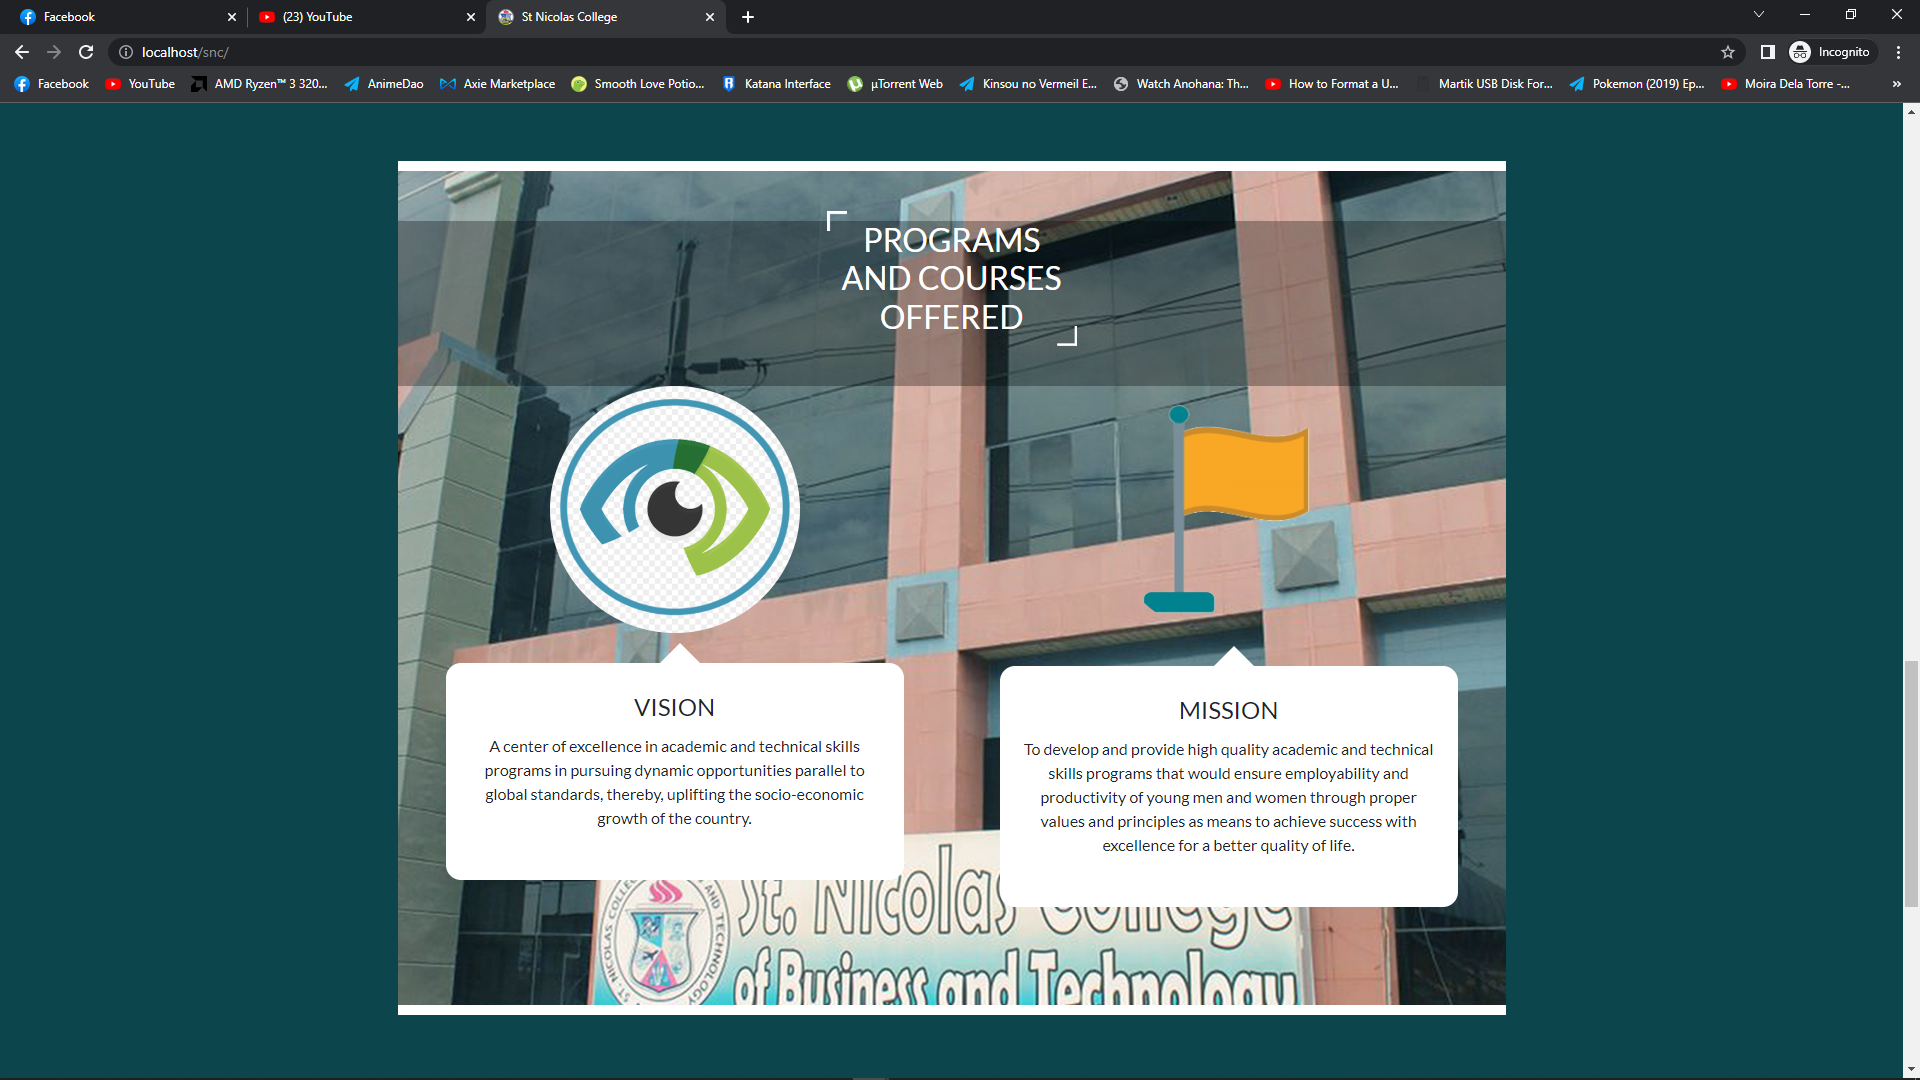 Facebook
(23) YouTube
St Nicolas College
localhost/snc/
Incognito
Facebook
YouTube
AMD Ryzen™ 3 320...
AnimeDao
Axie Marketplace
Smooth Love Potio...
Katana Interface
µTorrent Web
Kinsou no Vermeil E...
Watch Anohana: Th...
How to Format a U...
Martik USB Disk For...
Pokemon (2019) Ep...
Moira Dela Torre -...
PROGRAMS
AND COURSES
OFFERED
VISION
A center of excellence in academic and technical skills
programs in pursuing dynamic opportunities parallel to
global standards, thereby, uplifting the socio-economic
growth of the country.
MISSION
To develop and provide high quality academic and technical
skills programs that would ensure employability and
productivity of young men and women through proper
values and principles as means to achieve success with
excellence for a better quality of life.
St. Nicolas College
of Business and Technology